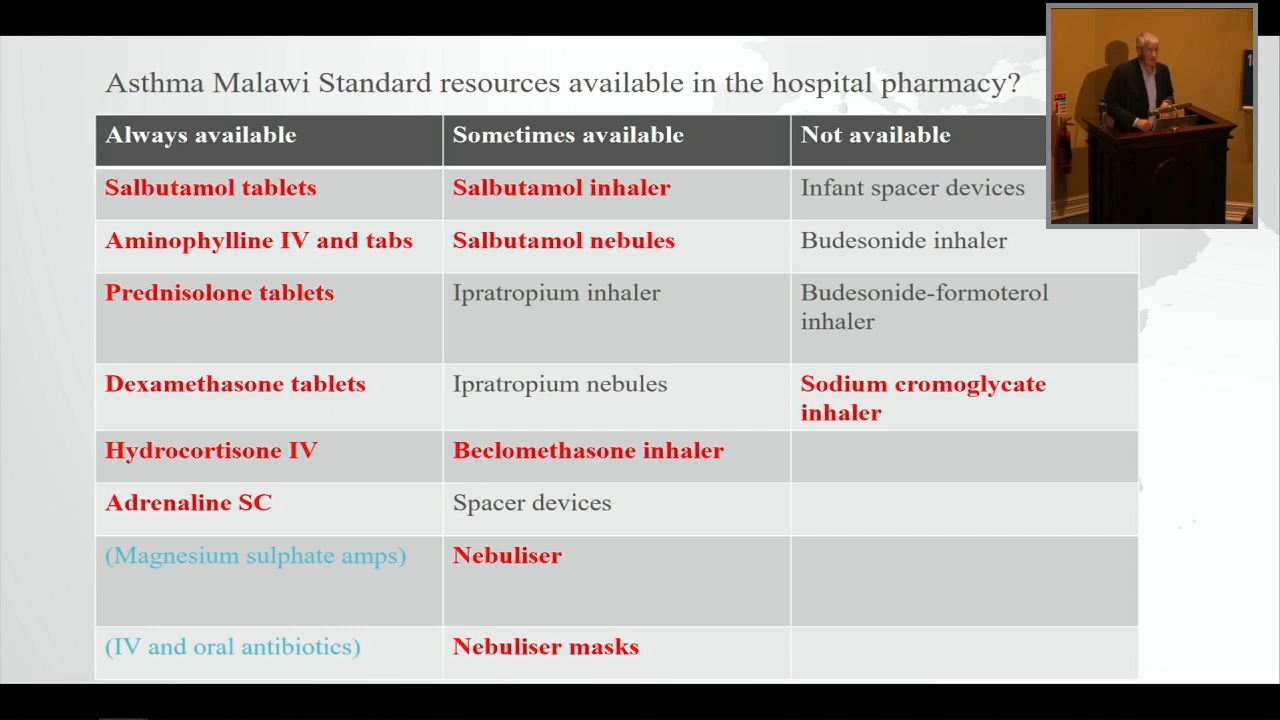 Asthma Malawi Standard resources available in the hospital pharmacy?
Always available Sometimes available Not available
Salbutamol tablets Salbutamol inhaler Infant spacer devices
Aminophylline IV and tabs Salbutamol nebules Budesonide inhaler
Prednisolone tablets Ipratropium inhaler Budesonide-formoterol
inhaler
Dexamethasone tablets Ipratropium nebules Sodium cromoglycate
inhaler
Hydrocortisone IV Beclomethasone inhaler
Adrenaline SC Spacer devices
(Magnesium sulphate amps) Nebuliser
(IV and oral antibiotics) Nebuliser masks